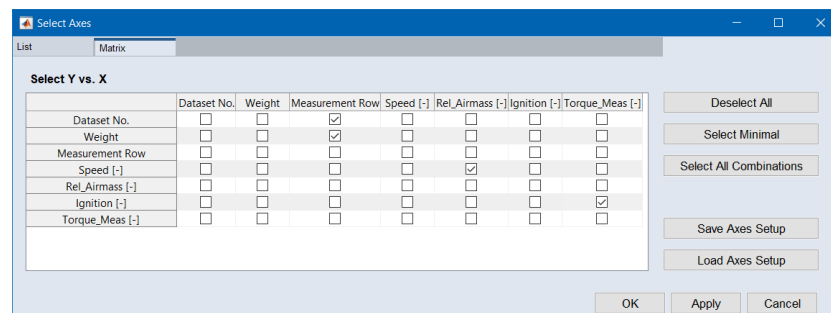 Select Axes
List Matrix
Select Y vs. X
Dataset No. Weight Measurement Row Speed [-] Rel_Airmass [-] Ignition [-] Torque_Meas [-]
Dataset No.
Weight
Measurement Row
Speed [-]
Rel_Airmass [-]
Ignition [-]
Torque_Meas [-]
Deselect All
Select Minimal
Select All Combinations
Save Axes Setup
Load Axes Setup
OK Apply Cancel